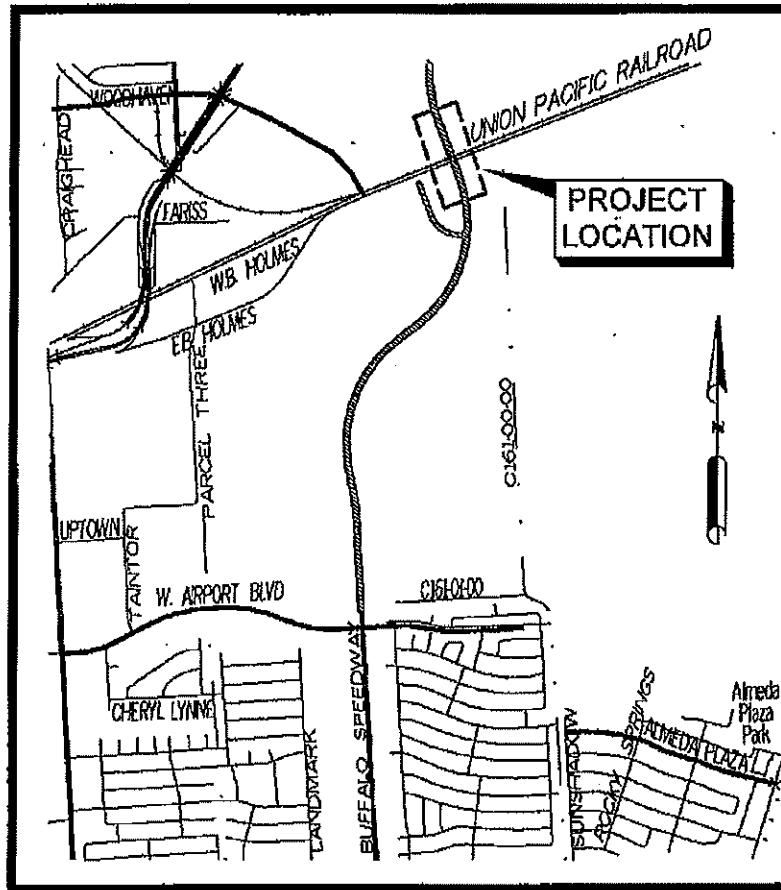 WOODHAVEN
CRAIGHEAD
UNION PACIFIC RAILROAD
FARISS
PROJECT
LOCATION
W.B. HOLMES
E.B. HOLMES
PARCEL THREE
C161-00-00
N
UPTOWN
TAINTOR
W. AIRPORT BLVD
C161-01-00
CHERYL LYNNE
LANDMARK
BUFFALO SPEEDWAY
SUNSHADOW
ROCKY SPRINGS
Almeda
Plaza
Park
ALMEDA PLAZA